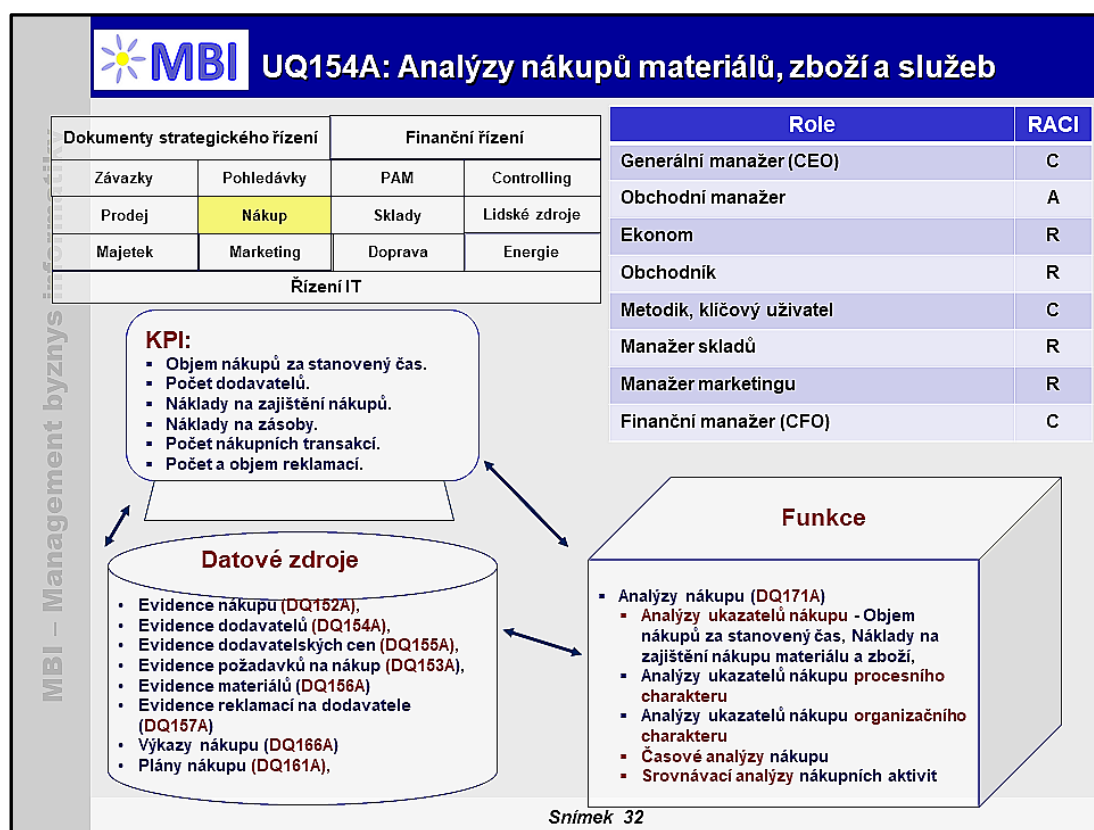 MBI
UQ154A: Analýzy nákupů materiálů, zboží a služeb
MBI – Management byznys informatiky
Dokumenty strategického řízení Finanční řízení
Závazky Pohledávky PAM Controlling
Prodej Nákup Sklady Lidské zdroje
Majetek Marketing Doprava Energie
Řízení IT
Role RACI
Generální manažer (CEO) C
Obchodní manažer A
Ekonom R
Obchodník R
Metodik, klíčový uživatel C
Manažer skladů R
Manažer marketingu R
Finanční manažer (CFO) C
KPI:
▪ Objem nákupů za stanovený čas.
▪ Počet dodavatelů.
▪ Náklady na zajištění nákupů.
▪ Náklady na zásoby.
▪ Počet nákupních transakcí.
▪ Počet a objem reklamací.
Datové zdroje
• Evidence nákupu (DQ152A),
• Evidence dodavatelů (DQ154A),
• Evidence dodavatelských cen (DQ155A),
• Evidence požadavků na nákup (DQ153A),
• Evidence materiálů (DQ156A)
• Evidence reklamací na dodavatele
(DQ157A)
• Výkazy nákupu (DQ166A)
• Plány nákupu (DQ161A),
Funkce
▪ Analýzy nákupu (DQ171A)
▪ Analýzy ukazatelů nákupu - Objem
nákupů za stanovený čas, Náklady na
zajištění nákupu materiálu a zboží,
▪ Analýzy ukazatelů nákupu procesního
charakteru
▪ Analýzy ukazatelů nákupu organizačního
charakteru
▪ Časové analýzy nákupu
▪ Srovnávací analýzy nákupních aktivit
Snímek 32